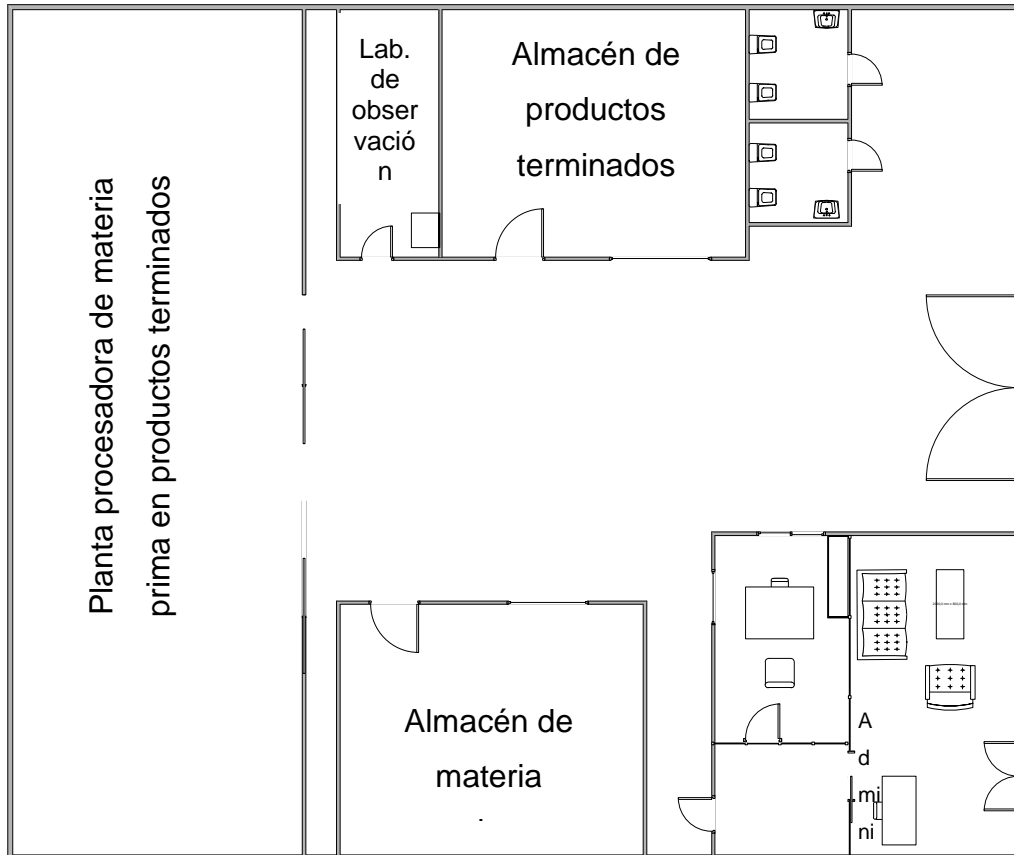 Planta procesadora de materia
prima en productos terminados
Lab.
de
obser
vació
n
Almacén de
productos
terminados
Almacén de
materia
A
d
mi
ni